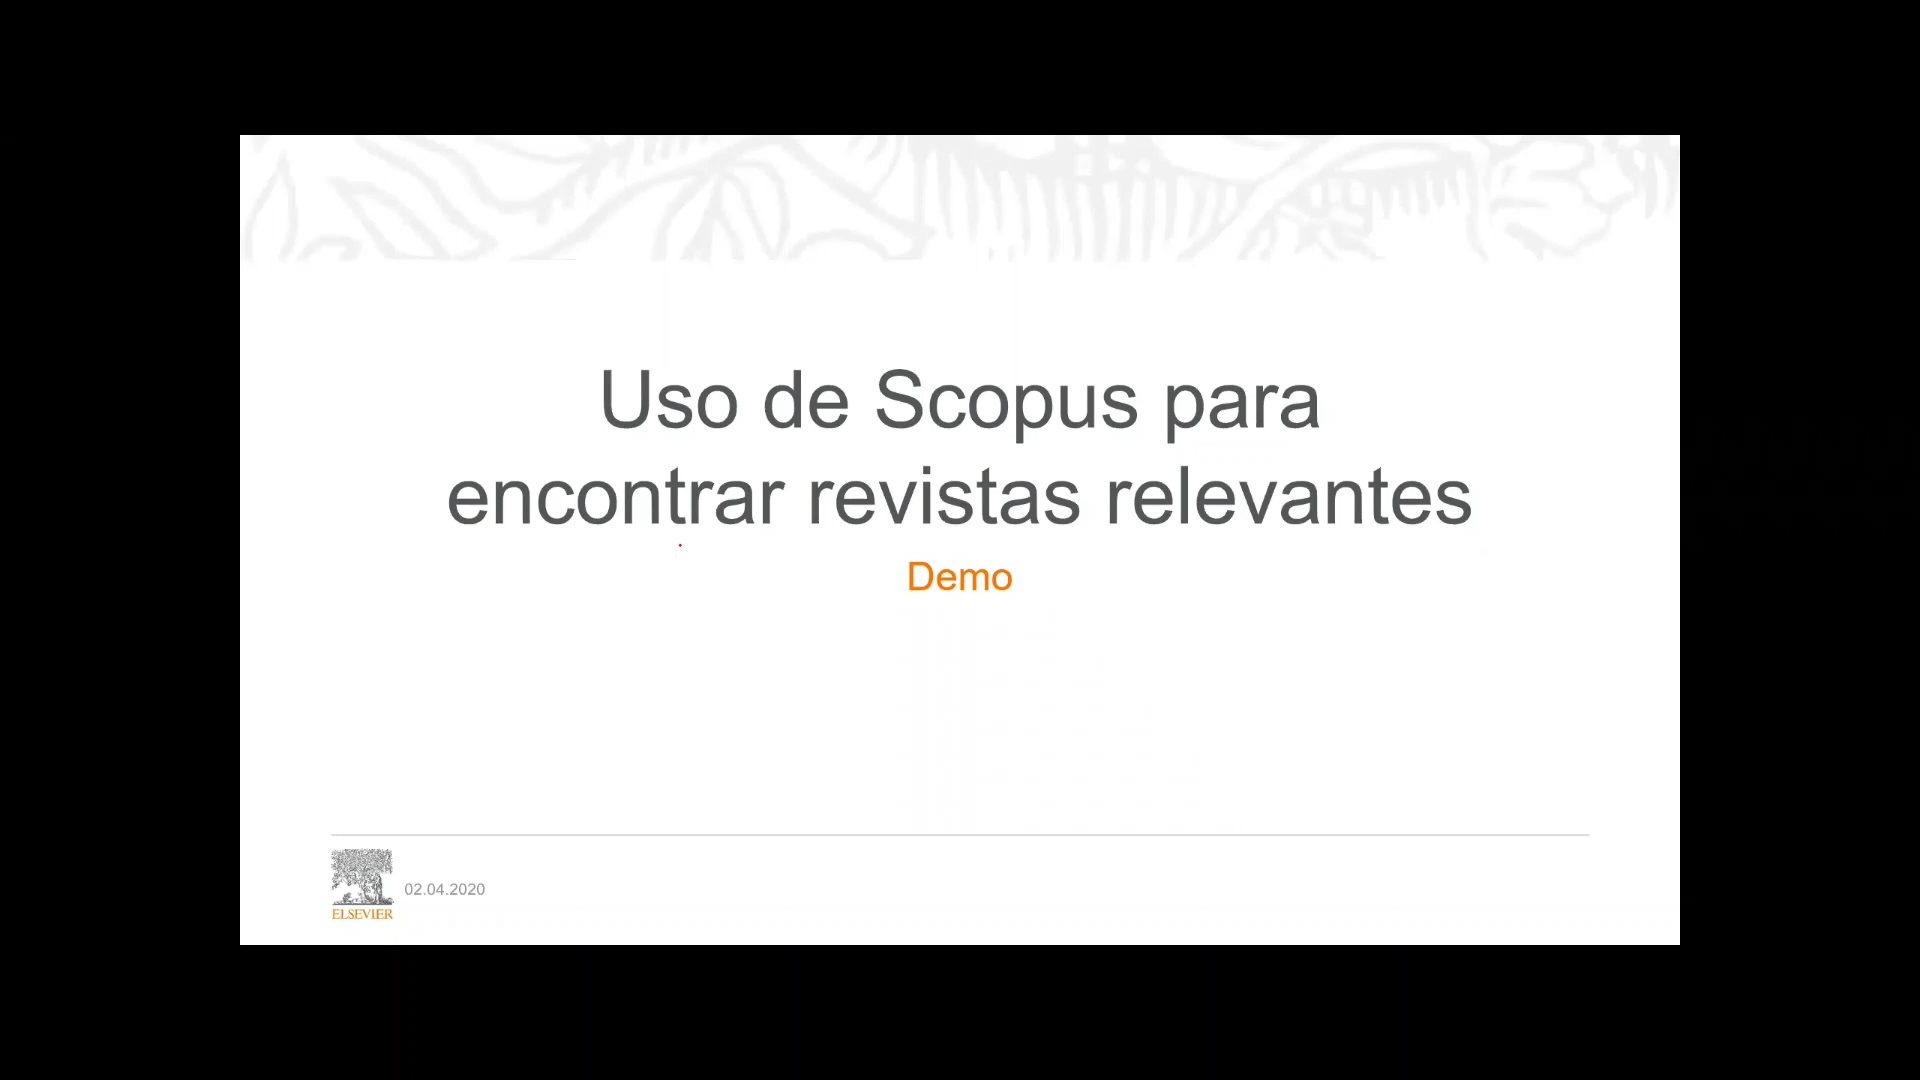 Uso de Scopus para
encontrar revistas relevantes
Demo
02.04.2020
ELSEVIER